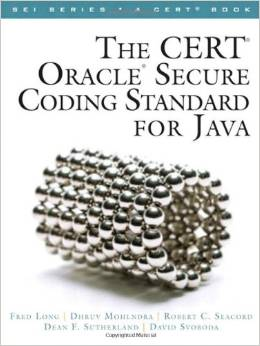 SEI SERIES • A CERT® BOOK
THE CERT®
ORACLE® SECURE
CODING STANDARD
FOR JAVA
FRED LONG | DHRUV MOHINDRA | ROBERT C. SEACORD
DEAN F. SUTHERLAND | DAVID SVOBODA